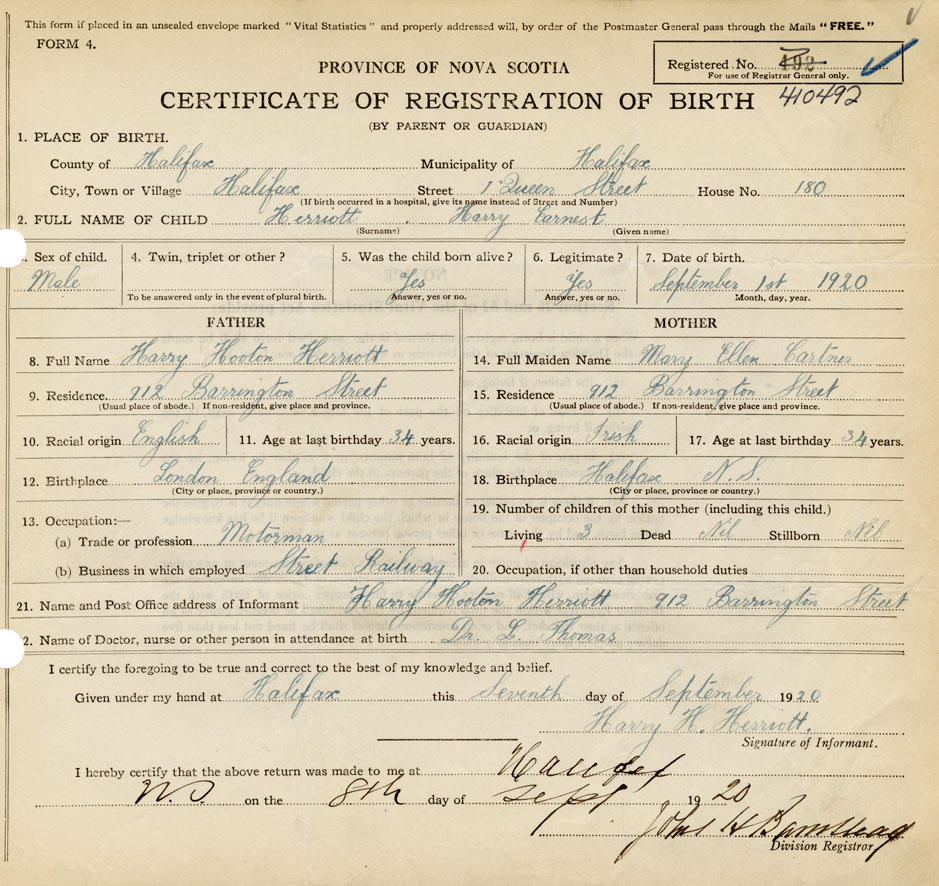 This form if placed in an unsealed envelope marked "Vital Statistics" and properly addressed will, by order of the Postmaster General pass through the Mails "FREE."
FORM 4.
Registered No. 492
For use of Registrar General only.
410492
PROVINCE OF NOVA SCOTIA
CERTIFICATE OF REGISTRATION OF BIRTH
(BY PARENT OR GUARDIAN)
1. PLACE OF BIRTH.
County of Halifax Municipality of Halifax
City, Town or Village Halifax Street 1 Queen Street House No. 180
(If birth occurred in a hospital, give its name instead of Street and Number)
2. FULL NAME OF CHILD Herriott . Harry Earnest
(Surname) (Given name)
. Sex of child. 4. Twin, triplet or other? 5. Was the child born alive? 6. Legitimate? 7. Date of birth.
Male Yes Yes September 1st 1920
To be answered only in the event of plural birth. Answer, yes or no. Answer, yes or no. Month, day, year.
FATHER MOTHER
8. Full Name Harry Hooton Herriott 14. Full Maiden Name Mary Ellen Cartner
9. Residence. 912 Barrington Street 15. Residence 912 Barrington Street
(Usual place of abode.) If non-resident, give place and province. (Usual place of abode.) If non-resident, give place and province.
10. Racial origin English 11. Age at last birthday 34 years. 16. Racial origin Irish 17. Age at last birthday 34 years.
12. Birthplace London England 18. Birthplace Halifax N.S.
(City or place, province or country.) (City or place, province or country.)
13. Occupation:— 19. Number of children of this mother (including this child.)
(a) Trade or profession Motorman Living 3 Dead Nil Stillborn Nil
(b) Business in which employed Street Railway 20. Occupation, if other than household duties
21. Name and Post Office address of Informant Harry Hooton Herriott 912 Barrington Street
2. Name of Doctor, nurse or other person in attendance at birth Dr. L Thomas
I certify the foregoing to be true and correct to the best of my knowledge and belief.
Given under my hand at Halifax this Seventh day of September 1920
Harry H. Herriott.
Signature of Informant.
I hereby certify that the above return was made to me at Halifax
N.S. on the 8th day of Sept 1920
John H Barnstead
Division Registrar